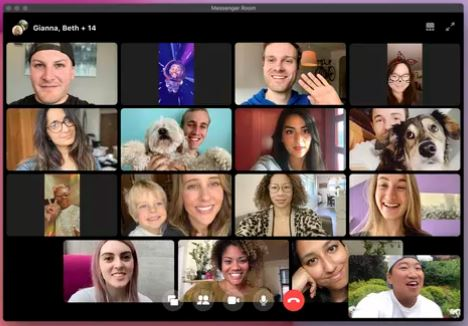 Messenger Room
Gianna, Beth + 14